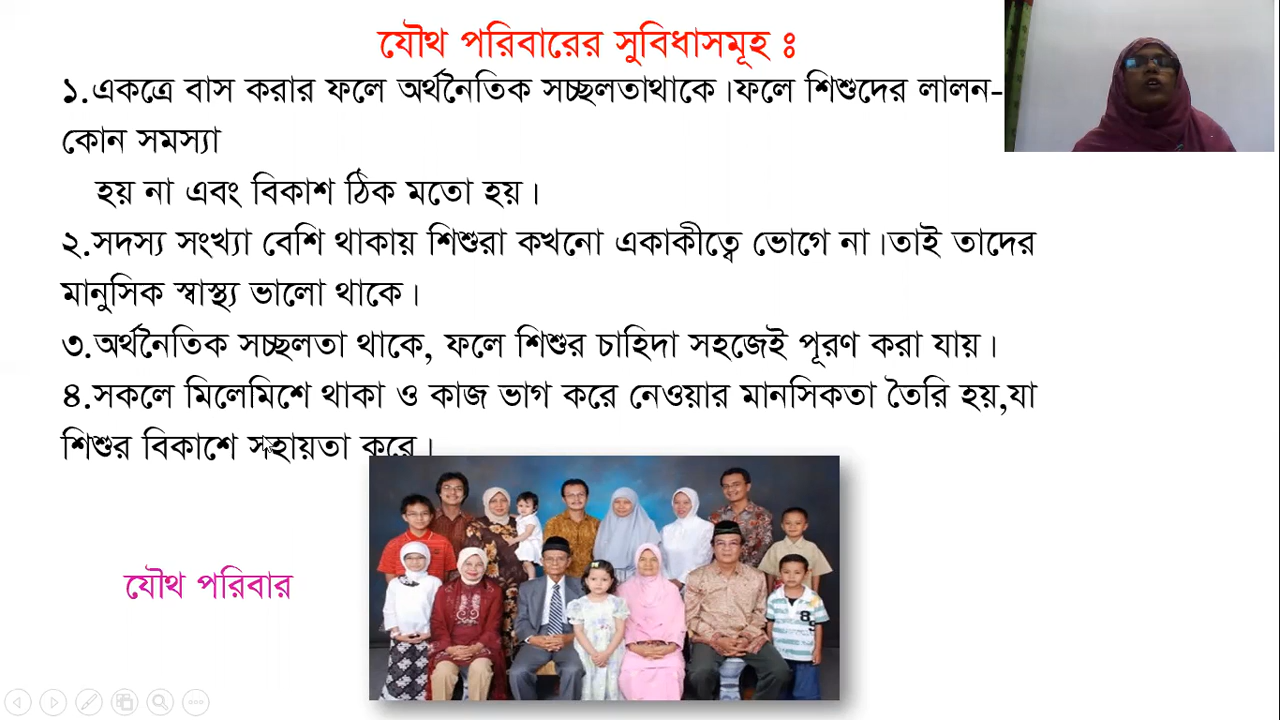 যৌথ পরিবারের সুবিধাসমূহ ঃ
১.একত্রে বাস করার ফলে অর্থনৈতিক সচ্ছলতাথাকে।ফলে শিশুদের লালন-
কোন সমস্যা
হয় না এবং বিকাশ ঠিক মতো হয়।
২.সদস্য সংখ্যা বেশি থাকায় শিশুরা কখনো একাকীত্বে ভোগে না।তাই তাদের
মানুসিক স্বাস্থ্য ভালো থাকে।
৩.অর্থনৈতিক সচ্ছলতা থাকে, ফলে শিশুর চাহিদা সহজেই পূরণ করা যায়।
৪.সকলে মিলেমিশে থাকা ও কাজ ভাগ করে নেওয়ার মানসিকতা তৈরি হয়,যা
শিশুর বিকাশে সহায়তা করে।
যৌথ পরিবার